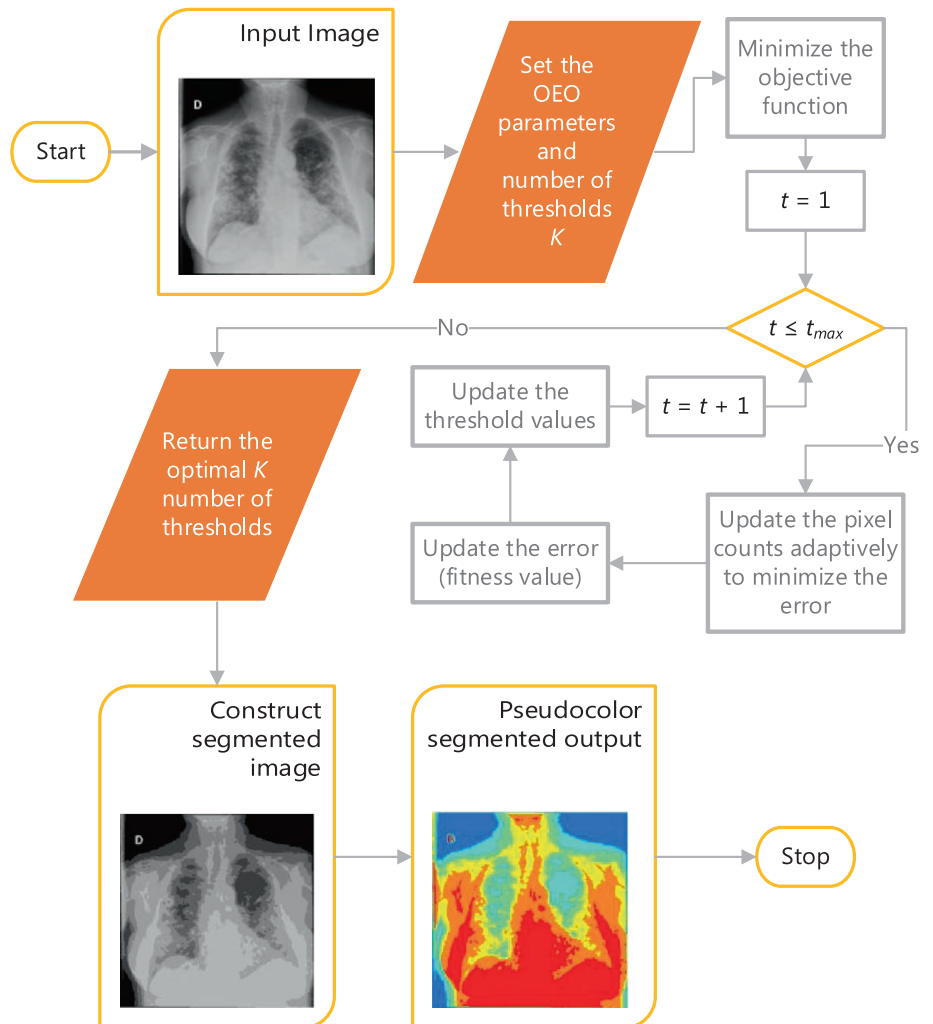 Input Image
D
Start
Set the
OEO
parameters
and
number of
thresholds
K
Minimize the
objective
function
t = 1
t ≤ tmax
No
Yes
Update the
threshold values
t = t + 1
Update the error
(fitness value)
Update the pixel
counts adaptively
to minimize the
error
Return the
optimal K
number of
thresholds
Construct
segmented
image
D
Pseudocolor
segmented output
D
Stop